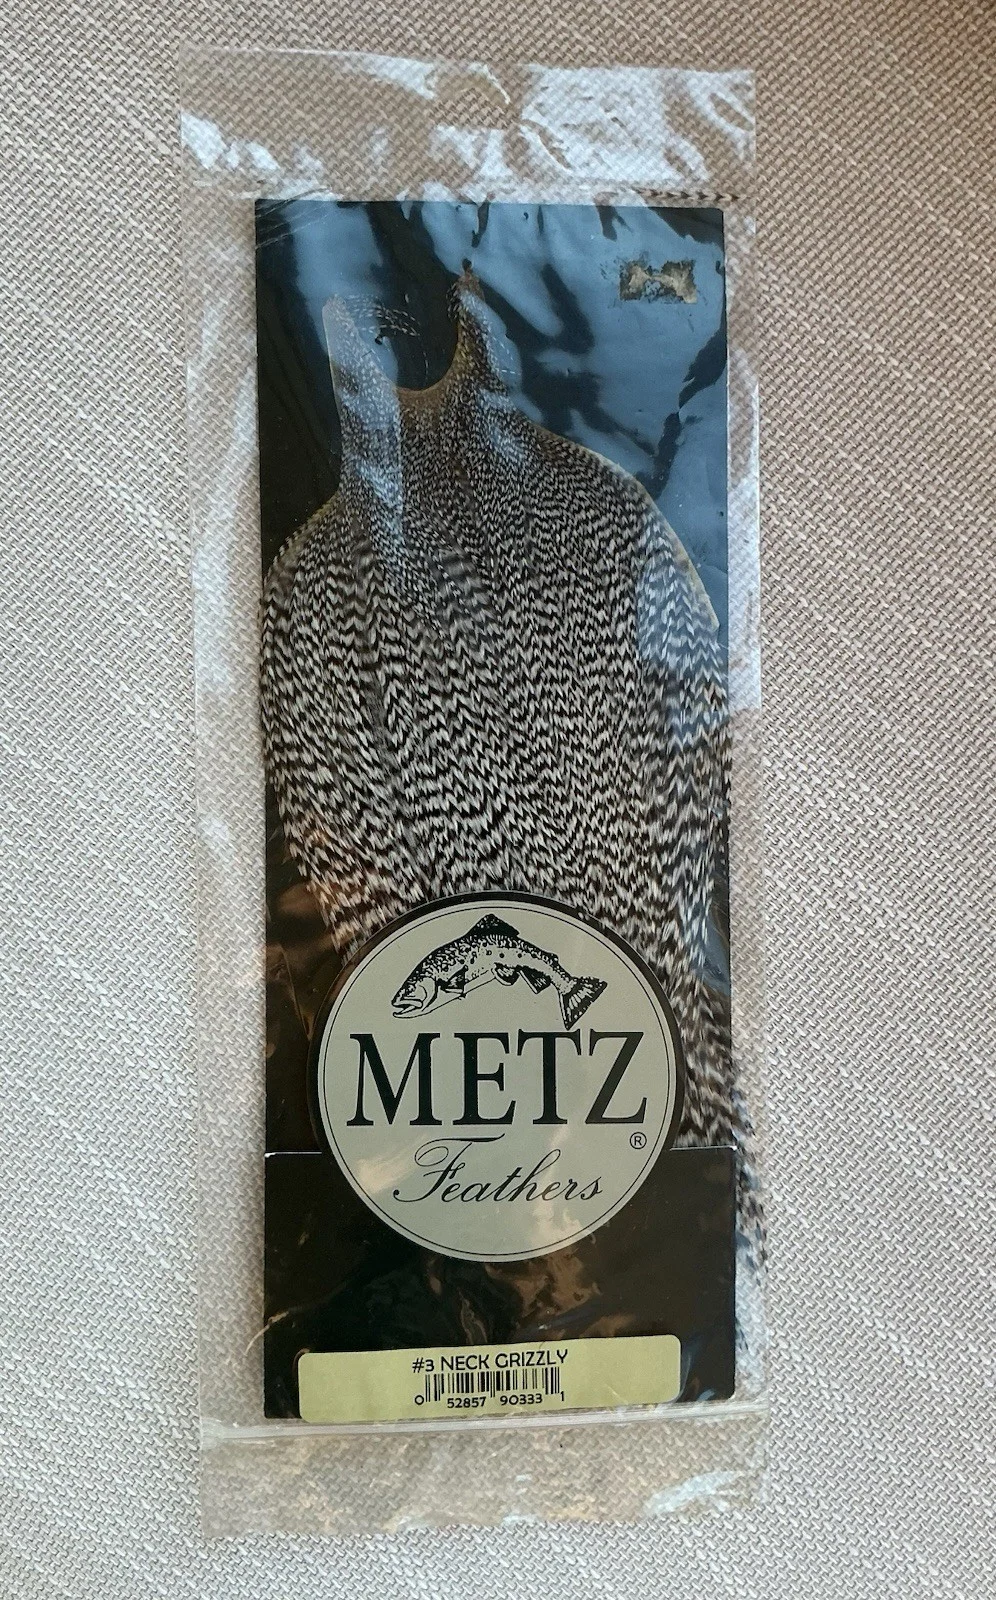 METZ
®
Feathers
#3 NECK GRIZZLY
0 52857 90333 1